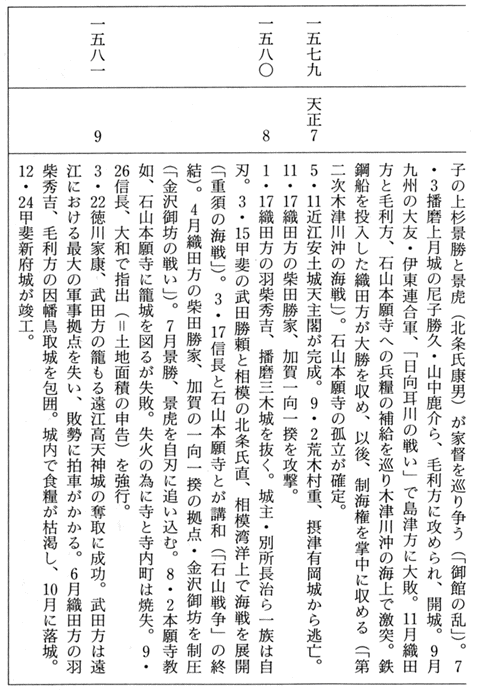 子の上杉景勝と景虎（北条氏康男）が家督を巡り争う（「御館の乱」）。7
・3播磨上月城の尼子勝久・山中鹿介ら、毛利方に攻められ、開城。9月
九州の大友・伊東連合軍、「日向耳川の戦い」で島津方に大敗。11月織田
方と毛利方、石山本願寺への兵糧の補給を巡り木津川沖の海上で激突。鉄
鋼船を投入した織田方が大勝を収め、以後、制海権を掌中に収める（「第
二次木津川沖の海戦」）。石山本願寺の孤立が確定。
一五七九 天正7 5・11近江安土城天主閣が完成。9・2荒木村重、摂津有岡城から逃亡。
11・17織田方の柴田勝家、加賀一向一揆を攻撃。
一五八〇 8 1・17織田方の羽柴秀吉、播磨三木城を抜く。城主・別所長治ら一族は自
刃。3・15甲斐の武田勝頼と相模の北条氏直、相模湾洋上で海戦を展開
（「重須の海戦」）。3・17信長と石山本願寺とが講和（「石山戦争」の終
結）。4月織田方の柴田勝家、加賀の一向一揆の拠点・金沢御坊を制圧
（「金沢御坊の戦い」）。7月景勝、景虎を自刃に追い込む。8・2本願寺教
如、石山本願寺に籠城を図るが失敗。失火の為に寺と寺内町は焼失。9・
26信長、大和で指出（＝土地面積の申告）を強行。
一五八一 9 3・22徳川家康、武田方の籠もる遠江高天神城の奪取に成功。武田方は遠
江における最大の軍事拠点を失い、敗勢に拍車がかかる。6月織田方の羽
柴秀吉、毛利方の因幡鳥取城を包囲。城内で食糧が枯渇し、10月に落城。
12・24甲斐新府城が竣工。